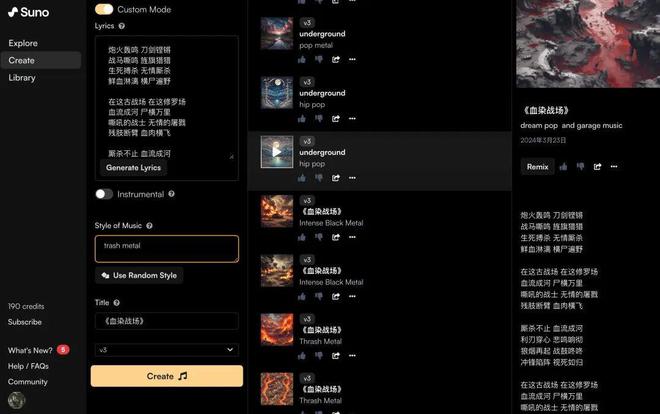 Suno
Explore
Create
Library
190 credits
Subscribe
What's New? 5
Help / FAQs
Community
Custom Mode
Lyrics
炮火轰鸣 刀剑铿锵
战马嘶鸣 旌旗猎猎
生死搏杀 无情厮杀
鲜血淋漓 横尸遍野
在这古战场 在这修罗场
血流成河 尸横万里
嘶吼的战士 无情的屠戮
残肢断臂 血肉横飞
厮杀不止 血流成河
Generate Lyrics
Instrumental
Style of Music
trash metal
Use Random Style
Title
《血染战场》
v3
Create
v3
underground
pop metal
v3
underground
hip pop
v3
underground
hip pop
v3
《血染战场》
Intense Black Metal
v3
《血染战场》
Intense Black Metal
v3
《血染战场》
Thrash Metal
v3
《血染战场》
Thrash Metal
《血染战场》
dream pop and garage music
2024年3月23日
Remix
炮火轰鸣 刀剑铿锵
战马嘶鸣 旌旗猎猎
生死搏杀 无情厮杀
鲜血淋漓 横尸遍野
在这古战场 在这修罗场
血流成河 尸横万里
嘶吼的战士 无情的屠戮
残肢断臂 血肉横飞
厮杀不止 血流成河
利刃穿心 悲鸣响彻
狼烟再起 战鼓咚咚
冲锋陷阵 视死如归
在这古战场 在这修罗场
血流成河 尸横万里